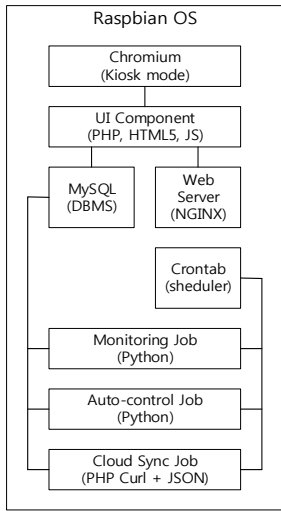 Raspbian OS
Chromium
(Kiosk mode)
UI Component
(PHP, HTML5, JS)
MySQL
(DBMS)
Web
Server
(NGINX)
Crontab
(sheduler)
Monitoring Job
(Python)
Auto-control Job
(Python)
Cloud Sync Job
(PHP Curl + JSON)